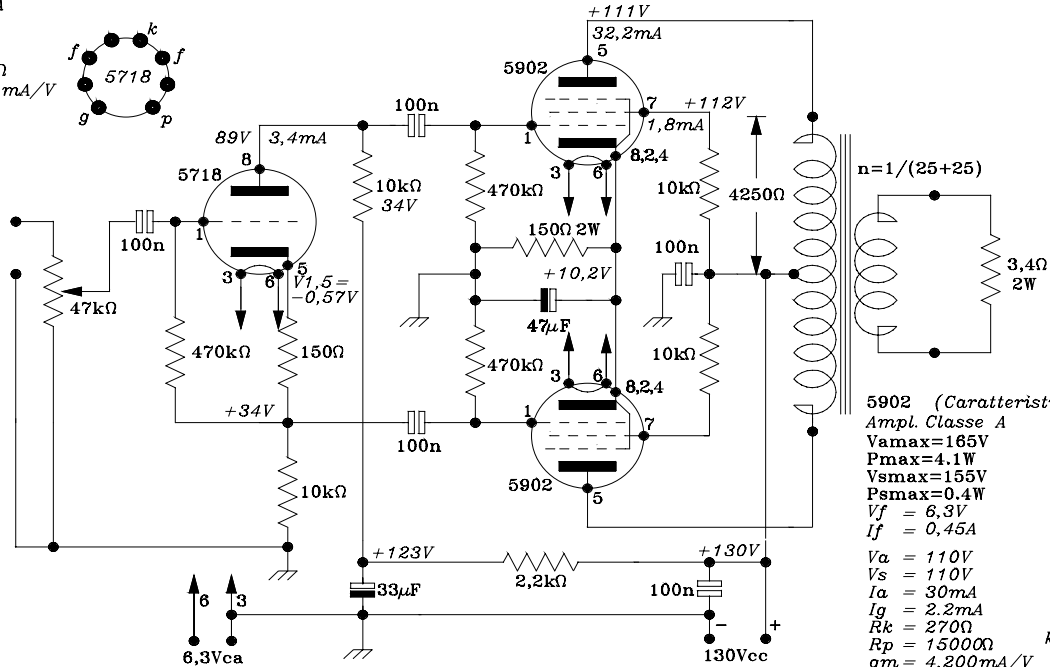 k
f
f
5718
Ω
mA/V
g
p
+111V
32,2mA
5
5902
100n
7
+112V
1
1,8mA
89V
3,4mA
8
8,2,4
3
6
5718
10kΩ
34V
470kΩ
10kΩ
4250Ω
n=1/(25+25)
1
100n
150Ω 2W
100n
5
3
6
V1,5=
-0,57V
+10,2V
3,4Ω
2W
47kΩ
47μF
470kΩ
150Ω
470kΩ
10kΩ
3
6
8,2,4
+34V
1
7
100n
5902
5
10kΩ
5902 (Caratterist
Ampl. Classe A
Vamax=165V
Pmax=4.1W
Vsmax=155V
Psmax=0.4W
Vf = 6,3V
If = 0,45A
Va = 110V
Vs = 110V
Ia = 30mA
Ig = 2.2mA
Rk = 270Ω
Rp = 15000Ω
gm = 4,200mA/V
k
+123V
+130V
2,2kΩ
33μF
100n
6
3
-
+
6,3Vca
130Vcc